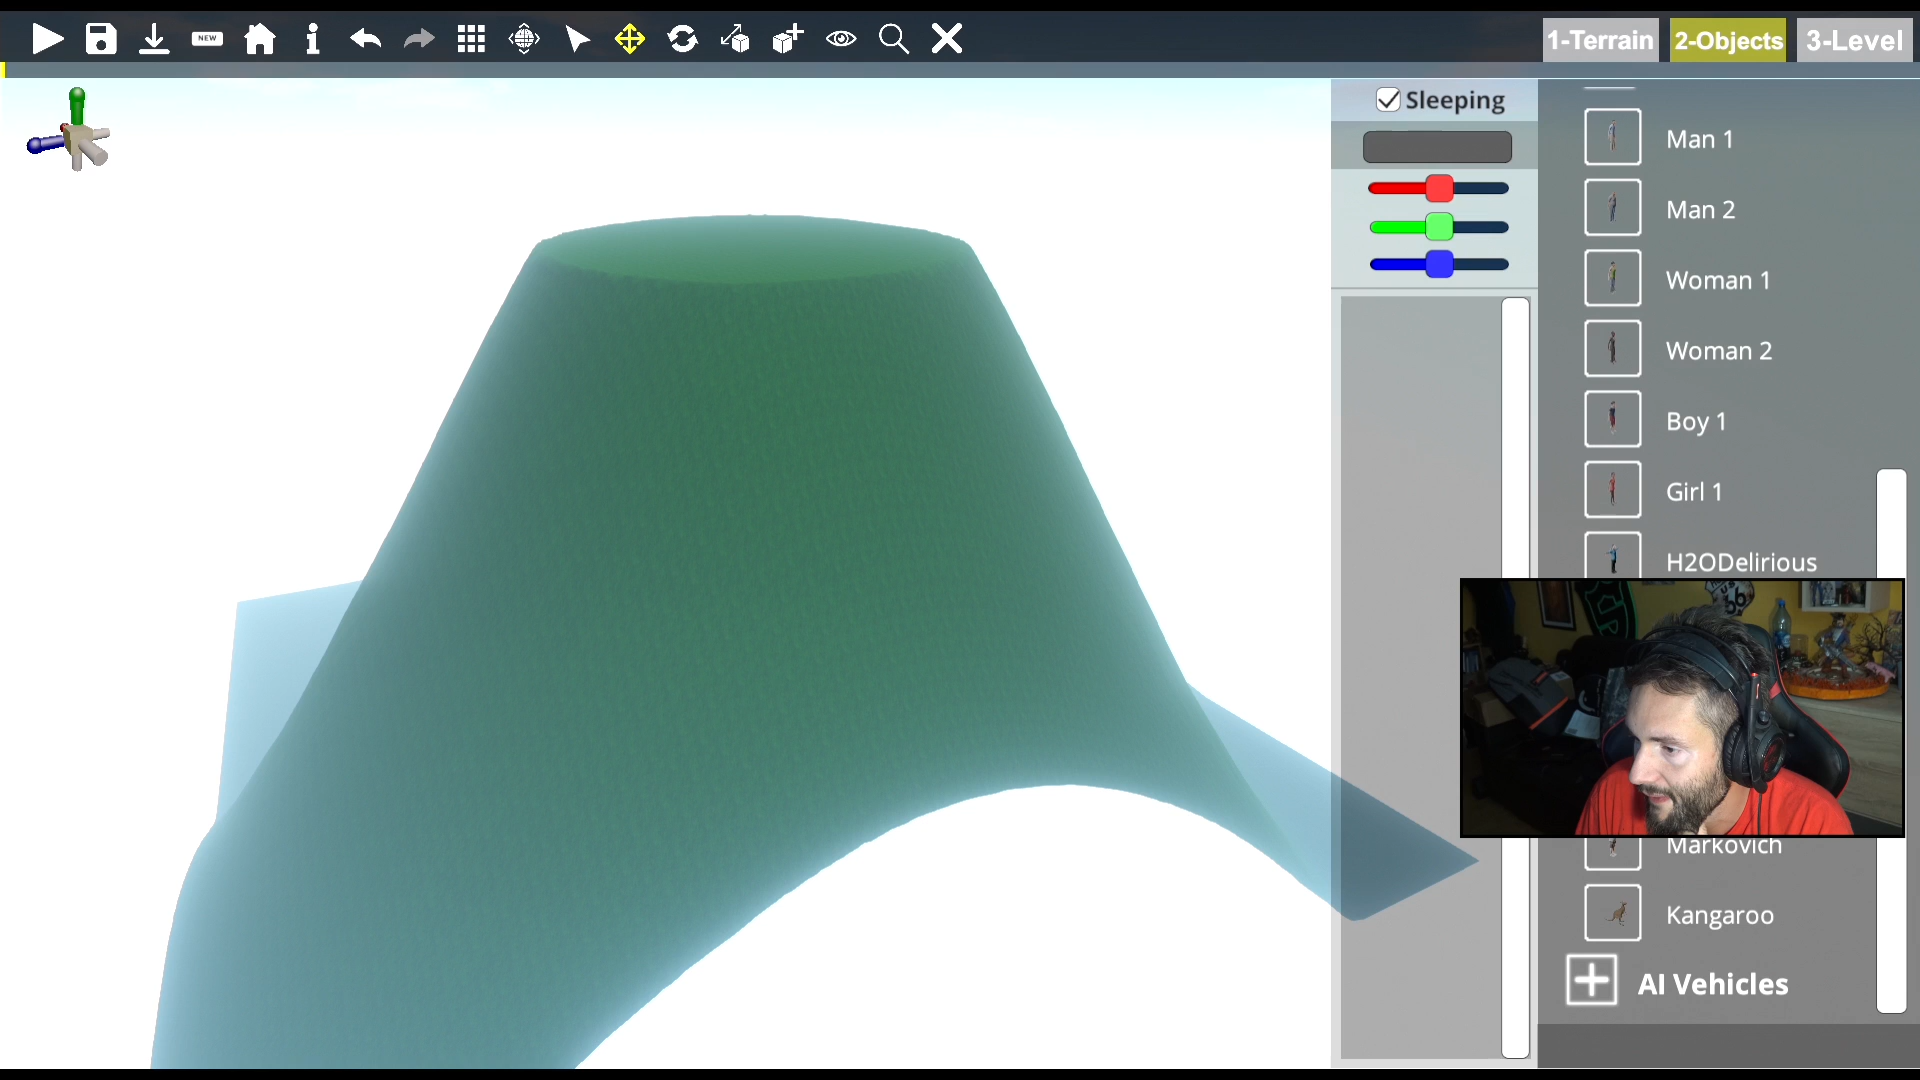 NEW
1-Terrain
2-Objects
3-Level
Sleeping
Man 1
Man 2
Woman 1
Woman 2
Boy 1
Girl 1
H2ODelirious
66
Markovich
Kangaroo
AI Vehicles